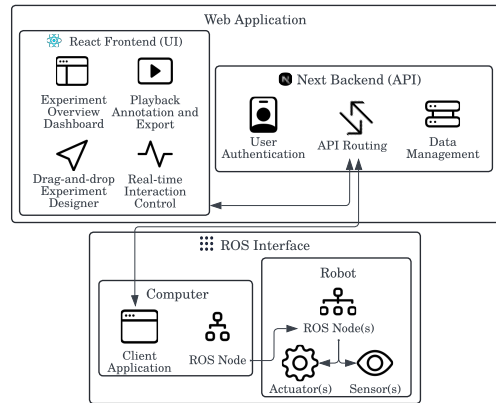 Web Application
React Frontend (UI)
Experiment
Overview
Dashboard
Playback
Annotation and
Export
Drag-and-drop
Experiment
Designer
Real-time
Interaction
Control
Next Backend (API)
User
Authentication
API Routing
Data
Management
ROS Interface
Computer
Client
Application
ROS Node
Robot
ROS Node(s)
Actuator(s)
Sensor(s)